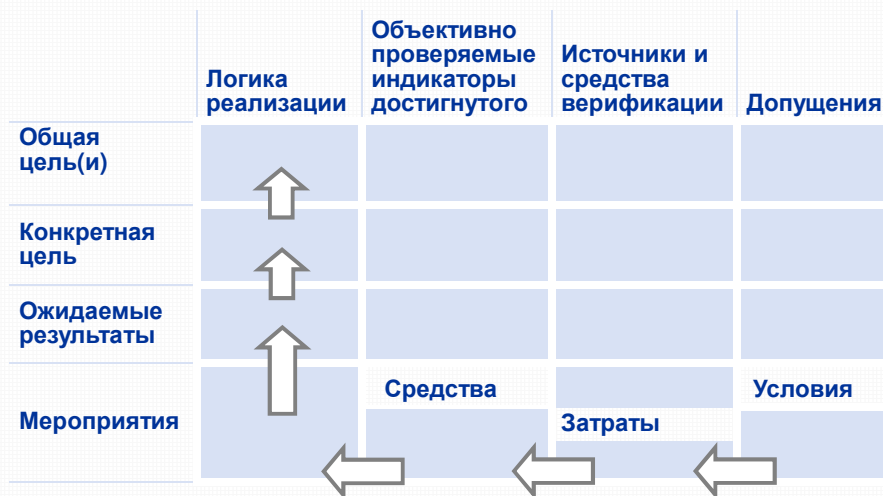 Логика
реализации
Объективно
проверяемые
индикаторы
достигнутого
Источники и
средства
верификации
Допущения
Общая
цель(и)
Конкретная
цель
Ожидаемые
результаты
Мероприятия
Средства
Затраты
Условия